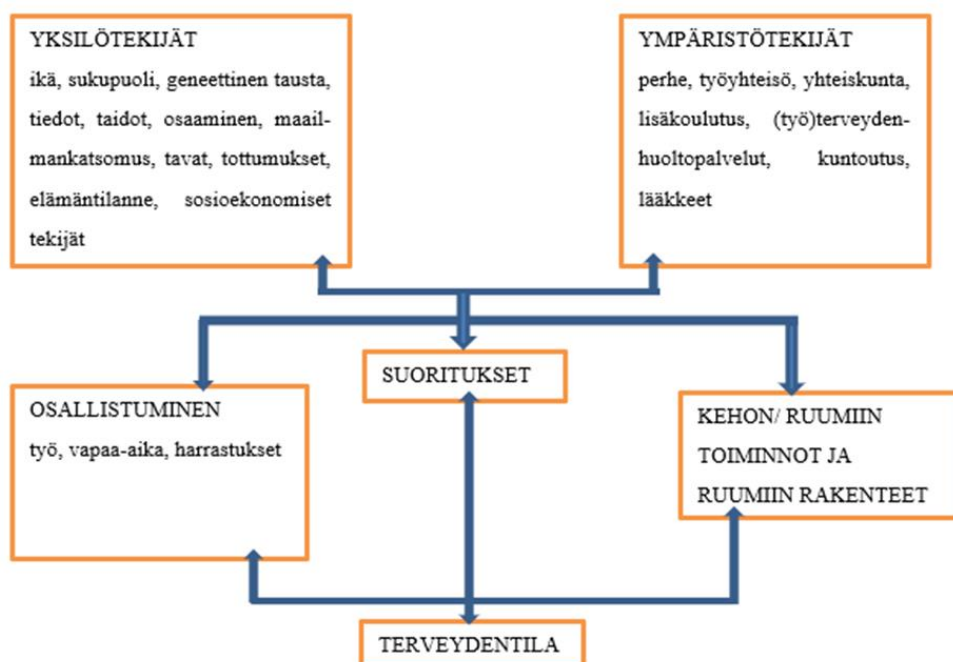 YKSILÖTEKIJÄT
ikä, sukupuoli, geneettinen tausta,
tiedot, taidot, osaaminen, maail-
mankatsomus, tavat, tottumukset,
elämäntilanne, sosioekonomiset
tekijät
YMPÄRISTÖTEKIJÄT
perhe, työyhteisö, yhteiskunta,
lisäkoulutus, (työ)terveyden-
huoltopalvelut, kuntoutus,
lääkkeet
OSALLISTUMINEN
työ, vapaa-aika, harrastukset
SUORITUKSET
KEHON/ RUUMIIN
TOIMINNOT JA
RUUMIIN RAKENTEET
TERVEYDENTILA